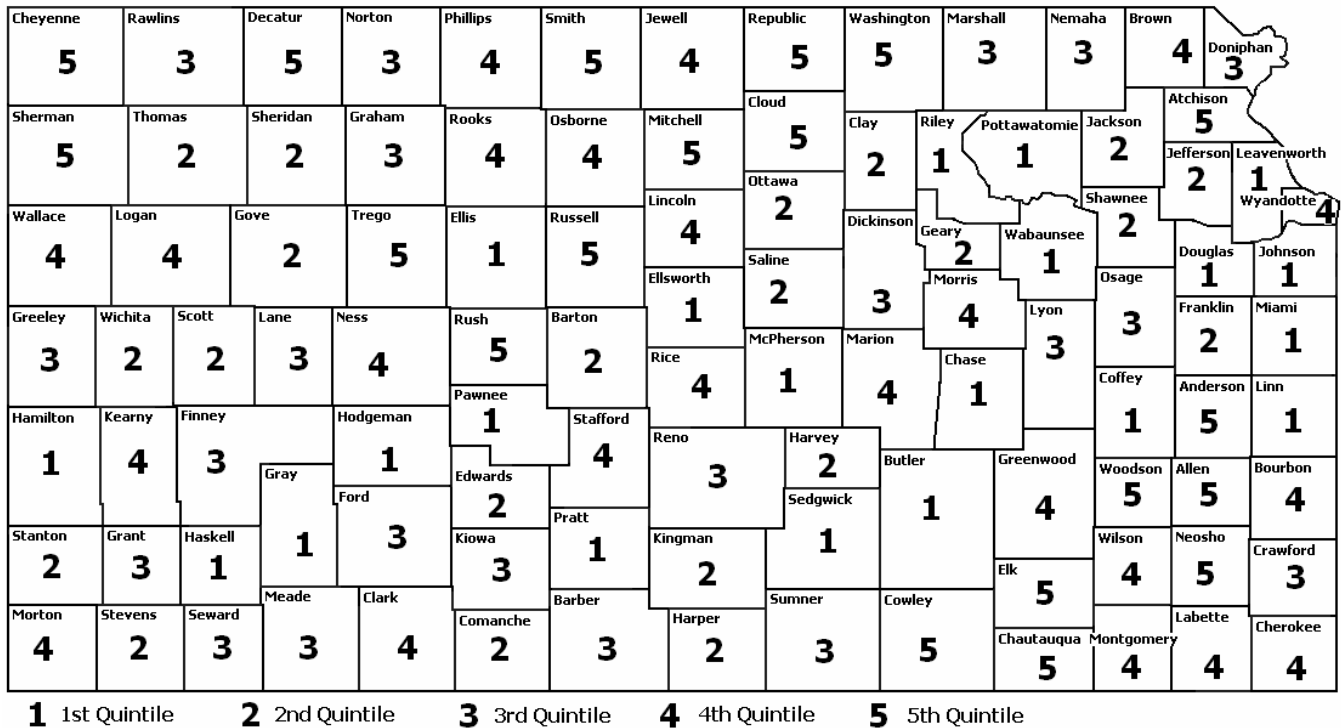 Cheyenne Rawlins Decatur Norton Phillips Smith Jewell Republic Washington Marshall Nemaha Brown
Doniphan
5 3 5 3 4 5 4 5 5 3 3 4 3
Sherman Thomas Sheridan Graham Rooks Osborne Mitchell Cloud Clay Riley Pottawatomie Jackson Atchison
5 2 2 3 4 4 5 5 2 1 1 2 5
Jefferson Leavenworth
2 1
Wyandotte 4
Wallace Logan Gove Trego Ellis Russell Lincoln Ottawa Dickinson Geary Wabaunsee Shawnee
4 4 2 5 1 5 4 2 3 2 1 2
Ellsworth Saline Morris Osage Douglas Johnson
1 2 4 3 1 1
Greeley Wichita Scott Lane Ness Rush Barton Rice McPherson Marion Chase Lyon Franklin Miami
3 2 2 3 4 5 2 4 1 4 1 3 2 1
Hamilton Kearny Finney Hodgeman Pawnee Stafford Reno Harvey Coffey Anderson Linn
1 4 3 1 1 4 3 2 1 5 1
Gray Ford Edwards Sedgwick Butler Greenwood Woodson Allen Bourbon
1 3 2 1 1 4 5 5 4
Stanton Grant Haskell Kiowa Pratt Kingman Elk Wilson Neosho Crawford
2 3 1 3 1 2 5 4 5 3
Morton Stevens Seward Meade Clark Comanche Barber Harper Sumner Cowley Chautauqua Montgomery Labette Cherokee
4 2 3 3 4 2 3 2 3 5 5 4 4 4
1 1st Quintile 2 2nd Quintile 3 3rd Quintile 4 4th Quintile 5 5th Quintile